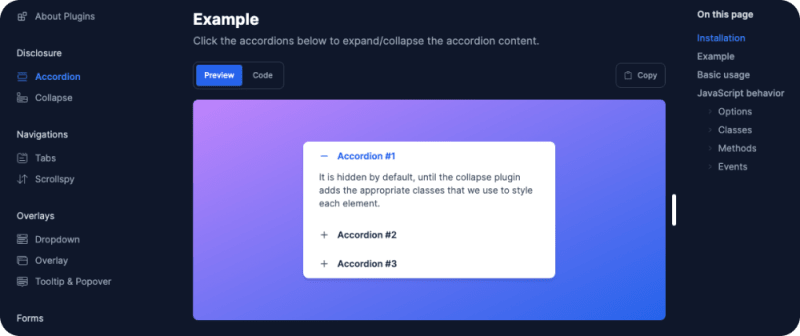 About Plugins
Disclosure
Accordion
Collapse
Navigations
Tabs
Scrollspy
Overlays
Dropdown
Overlay
Tooltip & Popover
Forms
Example
Click the accordions below to expand/collapse the accordion content.
Preview
Code
Copy
Accordion #1
It is hidden by default, until the collapse plugin
adds the appropriate classes that we use to style
each element.
Accordion #2
Accordion #3
On this page
Installation
Example
Basic usage
JavaScript behavior
Options
Classes
Methods
Events